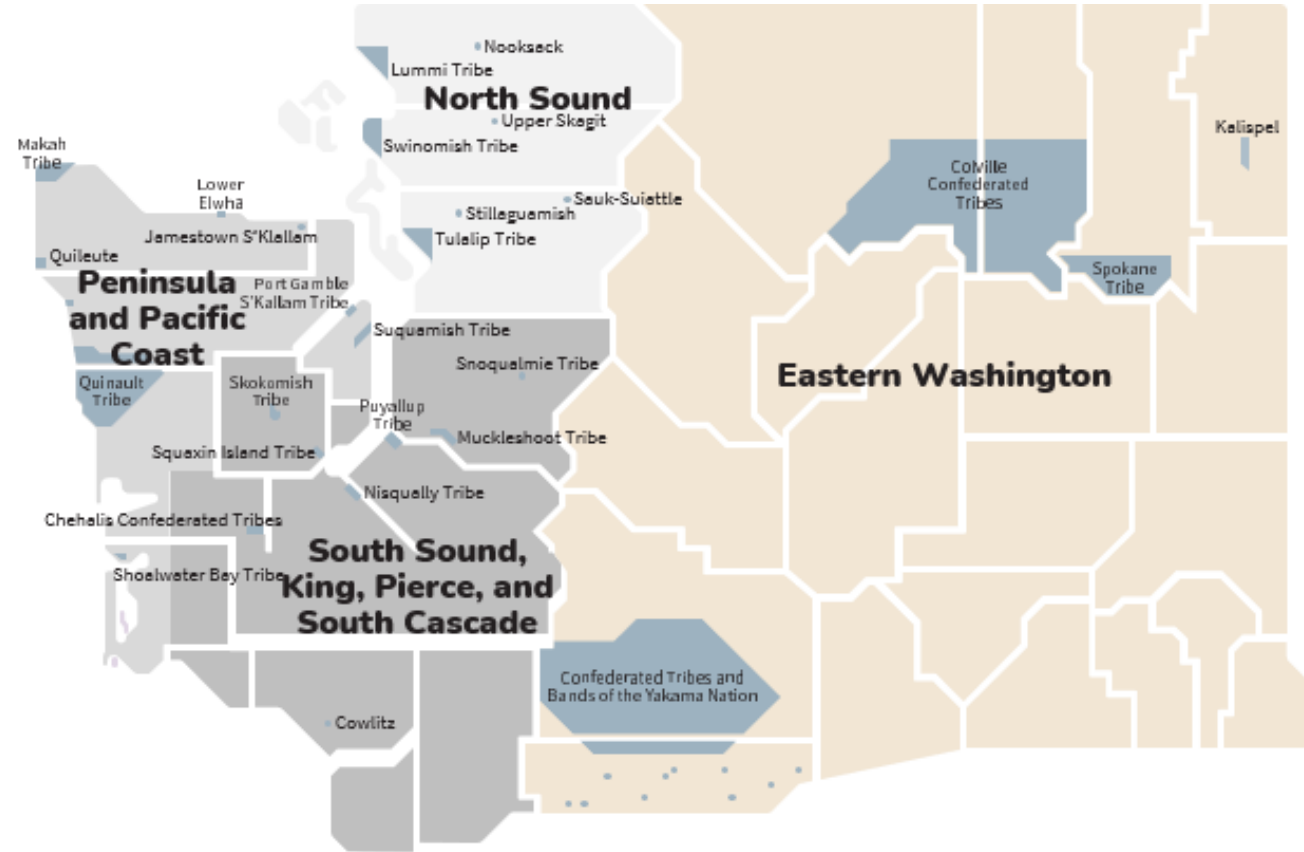 Nooksack
Lummi Tribe
North Sound
Upper Skagit
Swinomish Tribe
Sauk-Suiattle
Stillaguamish
Tulalip Tribe
Makah
Tribe
Lower
Elwha
Jamestown S'Klallam
Quileute
Peninsula
and Pacific
Coast
Port Gamble
S'Kallam Tribe
Suquamish Tribe
Snoqualmie Tribe
Quinault
Tribe
Skokomish
Tribe
Puyallup
Tribe
Muckleshoot Tribe
Squaxin Island Tribe
Nisqually Tribe
Chehalis Confederated Tribes
Shoalwater Bay Tribe
South Sound,
King, Pierce, and
South Cascade
Cowlitz
Kalispel
Colville
Confederated
Tribes
Spokane
Tribe
Eastern Washington
Confederated Tribes and
Bands of the Yakama Nation